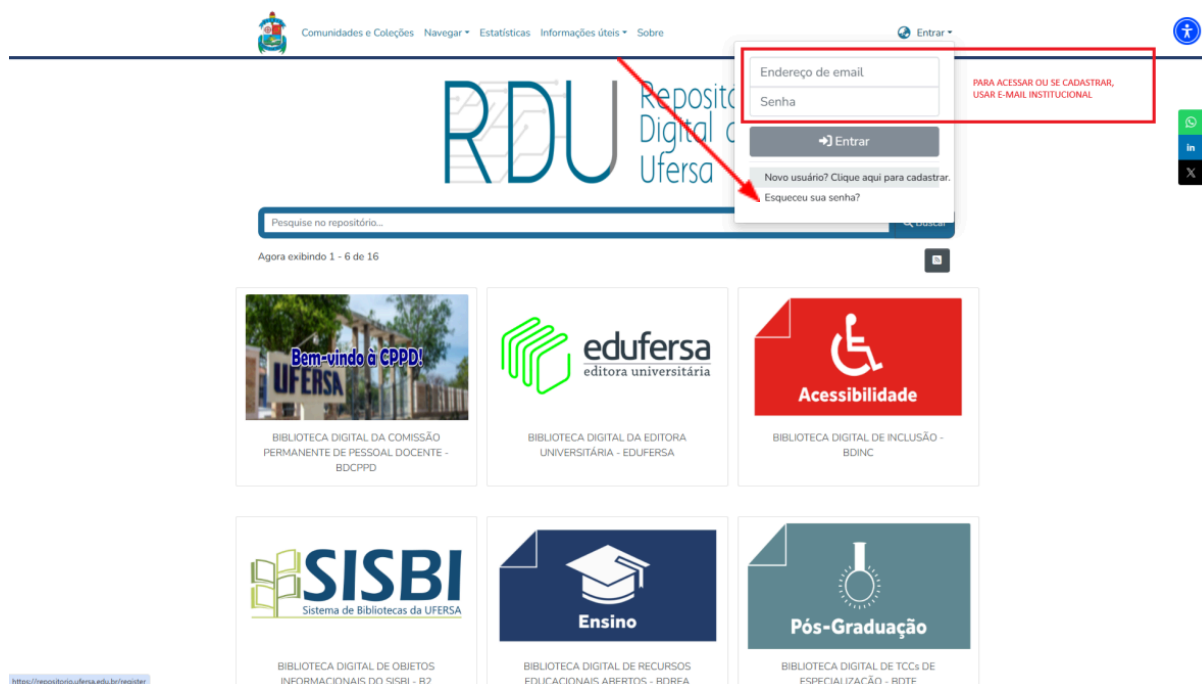 Comunidades e Coleções Navegar Estatísticas Informações úteis Sobre Entrar
Endereço de email
Senha
PARA ACESSAR OU SE CADASTRAR,
USAR E-MAIL INSTITUCIONAL
Entrar
Novo usuário? Clique aqui para cadastrar.
Esqueceu sua senha?
RDU
Reposit
Digital
Ufersa
in
X
Pesquise no repositório...
Buscar
Agora exibindo 1 - 6 de 16
Bem-vindo à CPPD!
UFERSA
BIBLIOTECA DIGITAL DA COMISSÃO
PERMANENTE DE PESSOAL DOCENTE -
BDCPPD
edufersa
editora universitária
BIBLIOTECA DIGITAL DA EDITORA
UNIVERSITÁRIA - EDUFERSA
Acessibilidade
BIBLIOTECA DIGITAL DE INCLUSÃO -
BDINC
SISBI
Sistema de Bibliotecas da UFERSA
BIBLIOTECA DIGITAL DE OBJETOS
INFORMACIONAIS DO SISBI - B2
Ensino
BIBLIOTECA DIGITAL DE RECURSOS
EDUCACIONAIS ABERTOS - BDREA
Pós-Graduação
BIBLIOTECA DIGITAL DE TCCs DE
ESPECIALIZAÇÃO - BDTE
https://repositorio.ufersa.edu.br/register